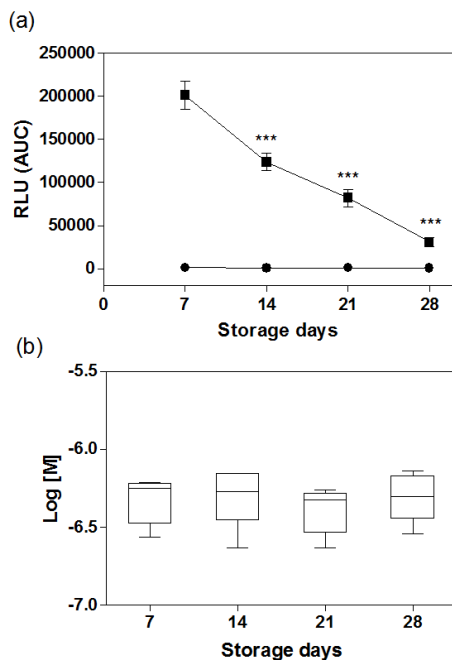 (a)
250000
200000
150000
100000
50000
0
RLU (AUC)
***
***
***
0 7 14 21 28
Storage days
(b)
-5.5
-6.0
-6.5
-7.0
Log [M]
7 14 21 28
Storage days